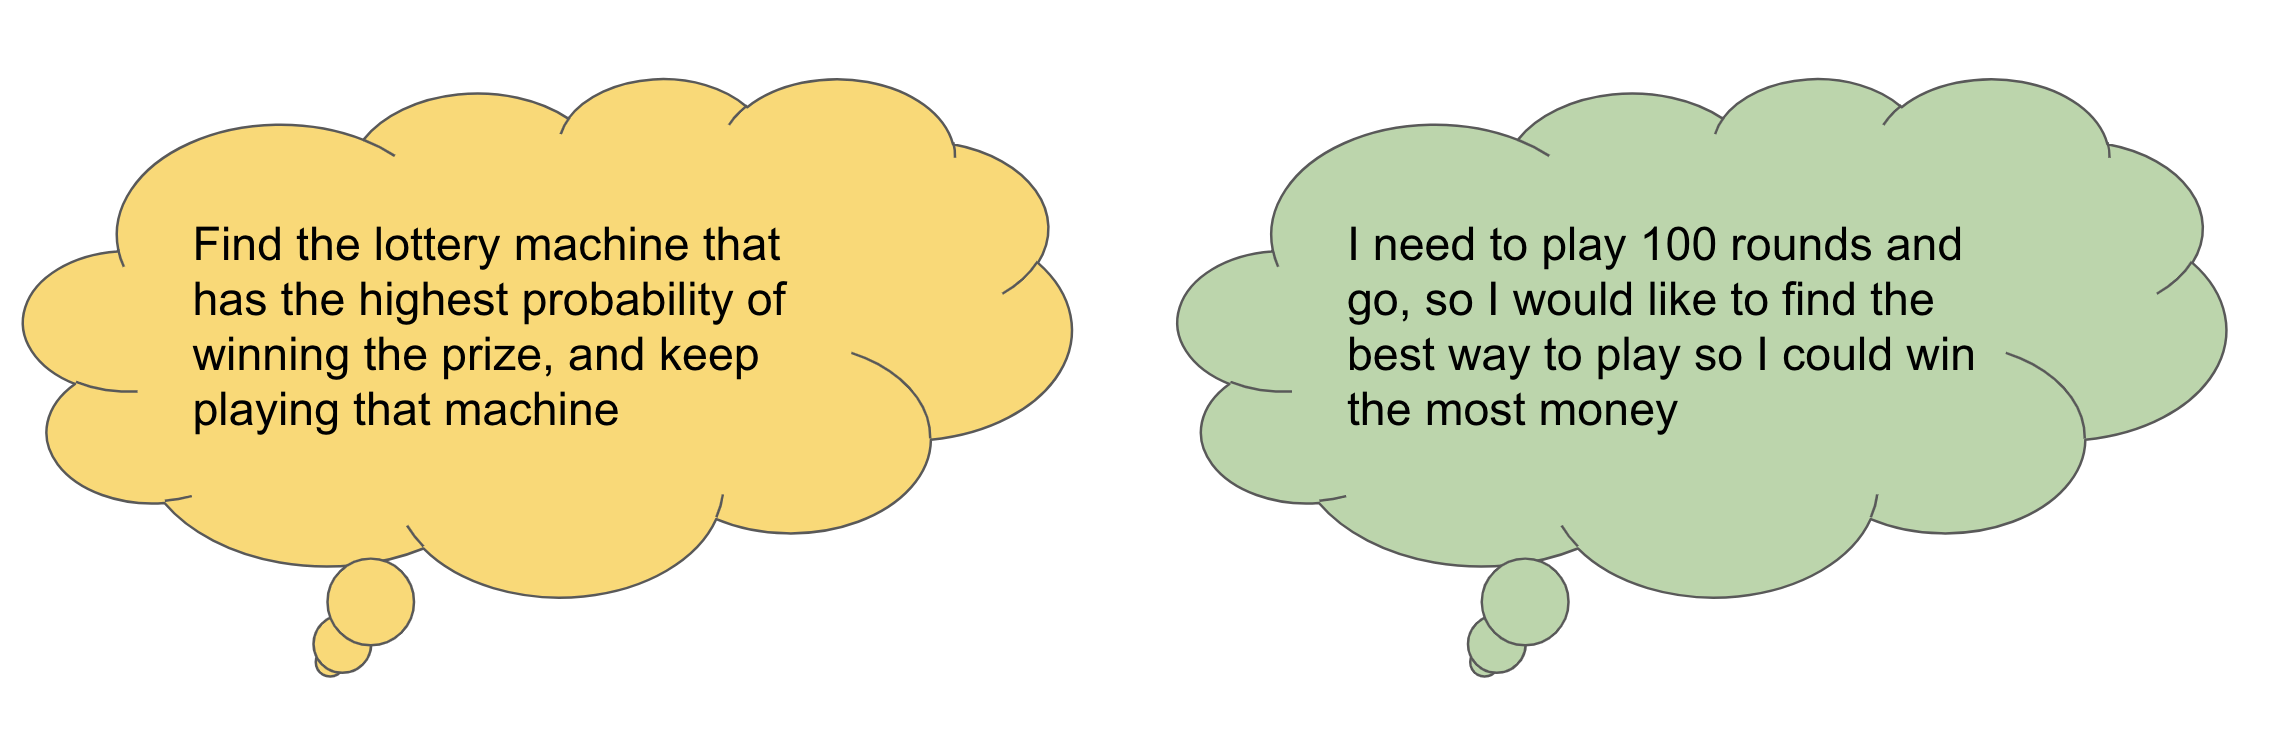 Find the lottery machine that
has the highest probability of
winning the prize, and keep
playing that machine
I need to play 100 rounds and
go, so I would like to find the
best way to play so I could win
the most money